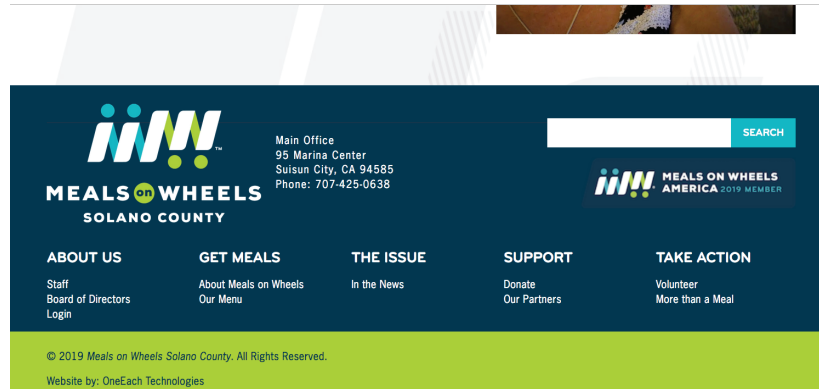 MEALS on WHEELS
SOLANO COUNTY
Main Office
95 Marina Center
Suisun City, CA 94585
Phone: 707-425-0638
SEARCH
MEALS ON WHEELS
AMERICA 2019 MEMBER
ABOUT US
Staff
Board of Directors
Login
GET MEALS
About Meals on Wheels
Our Menu
THE ISSUE
In the News
SUPPORT
Donate
Our Partners
TAKE ACTION
Volunteer
More than a Meal
© 2019 Meals on Wheels Solano County. All Rights Reserved.
Website by: OneEach Technologies